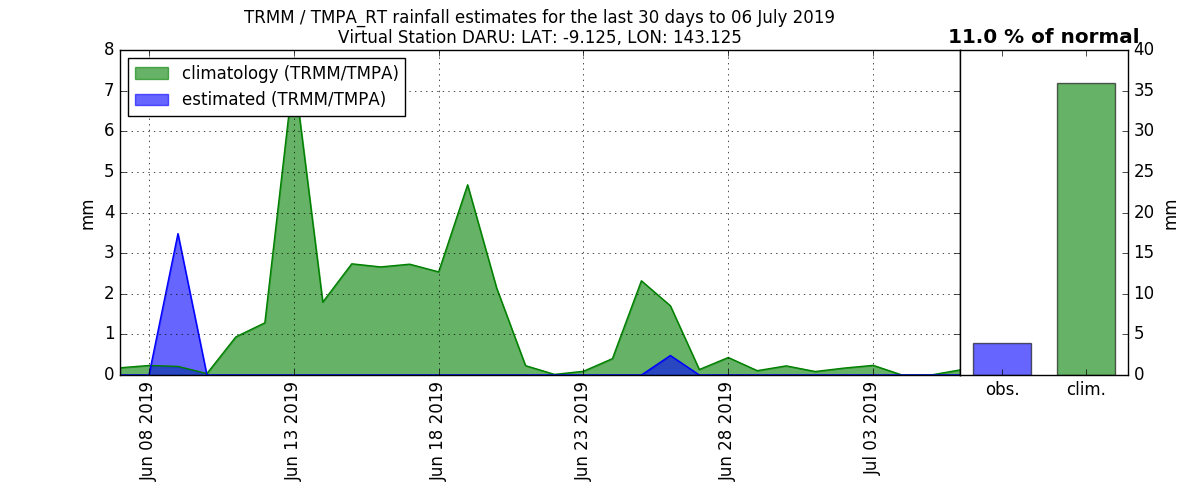 TRMM / TMPA_RT rainfall estimates for the last 30 days to 06 July 2019
Virtual Station DARU: LAT: -9.125, LON: 143.125
11.0 % of normal
climatology (TRMM/TMPA)
estimated (TRMM/TMPA)
8
7
6
5
4
3
2
1
0
mm
Jun 08 2019
Jun 13 2019
Jun 18 2019
Jun 23 2019
Jun 28 2019
Jul 03 2019
40
35
30
25
20
15
10
5
0
mm
obs.
clim.